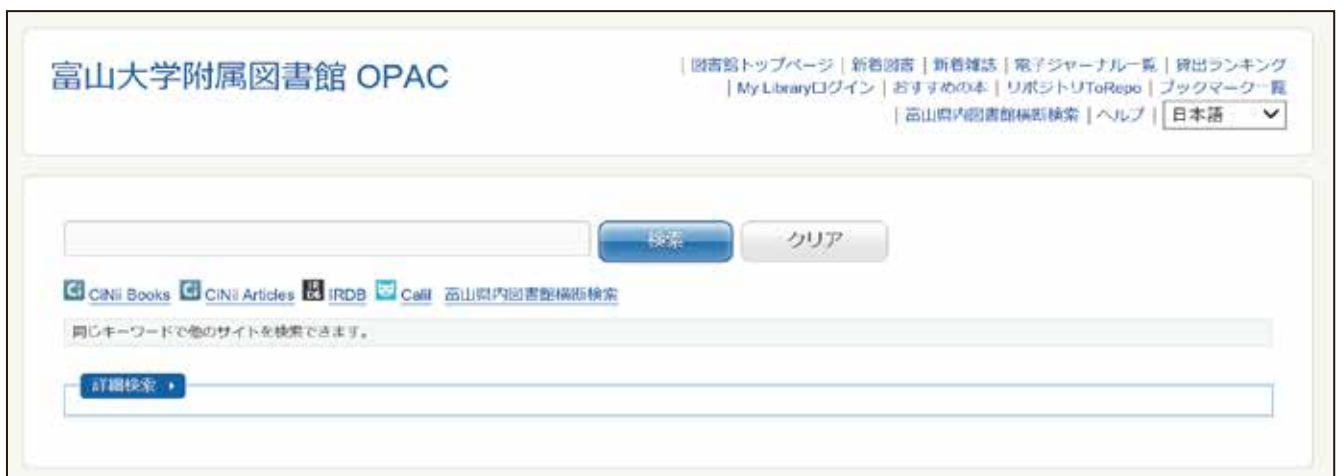 富山大学附属図書館 OPAC
| 図書館トップページ | 新着図書 | 新着雑誌 | 電子ジャーナル一覧 | 貸出ランキング
| My Libraryログイン | おすすめの本 | リポジトリToRepo | ブックマーク一覧
| 富山県内図書館横断検索 | ヘルプ | 日本語
検索 クリア
CiNii Books CiNii Articles IRDB Calil 富山県内図書館横断検索
同じキーワードで他のサイトを検索できます。
詳細検索